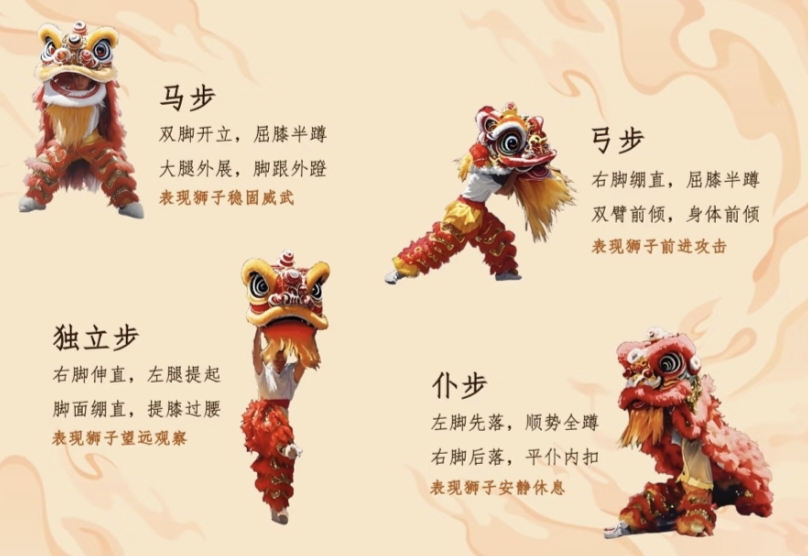 马步
双脚开立，屈膝半蹲
大腿外展，脚跟外蹬
表现狮子稳固威武
弓步
右脚绷直，屈膝半蹲
双臂前倾，身体前倾
表现狮子前进攻击
独立步
右脚伸直，左腿提起
脚面绷直，提膝过腰
表现狮子望远观察
仆步
左脚先落，顺势全蹲
右脚后落，平仆内扣
表现狮子安静休息